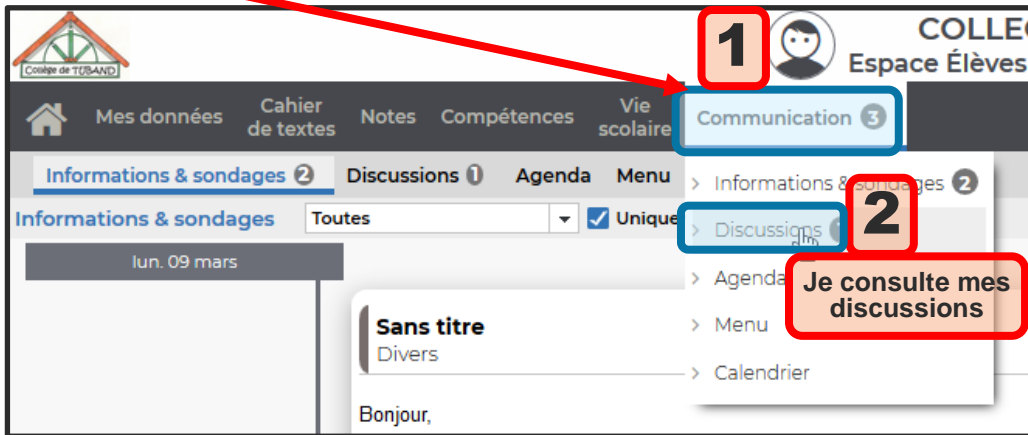 1
COLLE
Collège de TUBAND
Espace Élèves
Mes données
Cahier
de textes
Notes
Compétences
Vie
scolaire
Communication 3
Informations & sondages 2
Discussions 1
Agenda
Menu
> Informations & sondages 2
Informations & sondages
Toutes
Unique
> Discussions
2
lun. 09 mars
> Agenda
Je consulte mes
discussions
Sans titre
Divers
> Menu
> Calendrier
Bonjour,